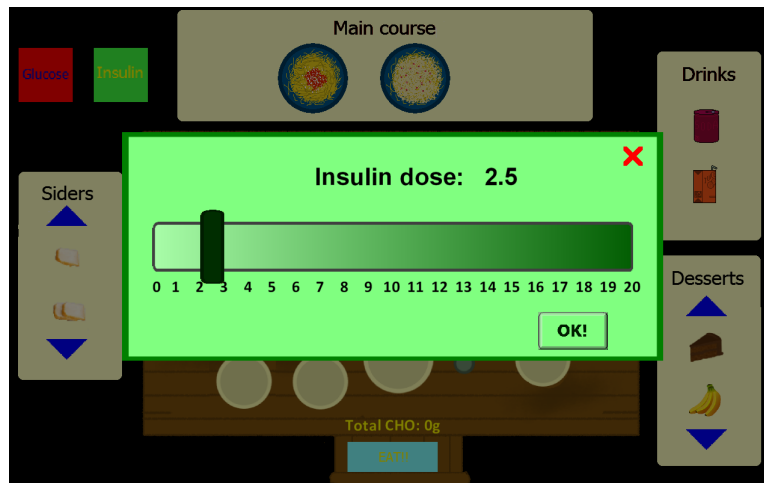 Main course
Glucose
Insulin
Drinks
Insulin dose: 2.5
Siders
0 1 2 3 4 5 6 7 8 9 10 11 12 13 14 15 16 17 18 19 20
Desserts
OK!
Total CHO: 0g
EAT!